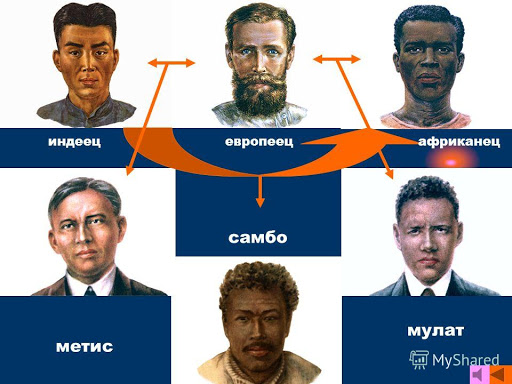 индеец
европеец
африканец
самбо
метис
мулат
MyShared